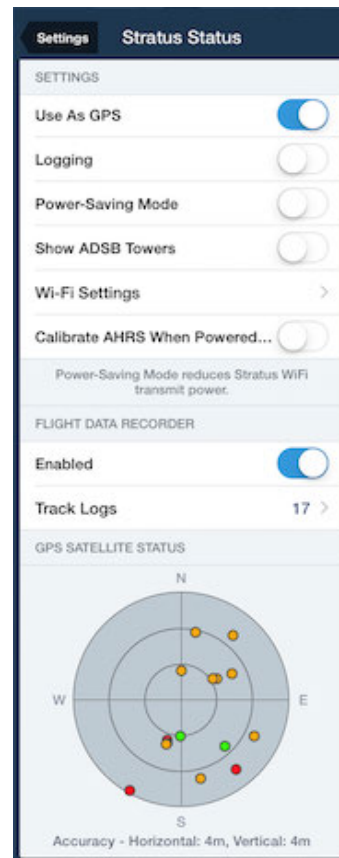 Settings Stratus Status
SETTINGS
Use As GPS
Logging
Power-Saving Mode
Show ADSB Towers
Wi-Fi Settings
Calibrate AHRS When Powered...
Power-Saving Mode reduces Stratus WiFi
transmit power.
FLIGHT DATA RECORDER
Enabled
Track Logs 17
GPS SATELLITE STATUS
N
W E
S
Accuracy - Horizontal: 4m, Vertical: 4m